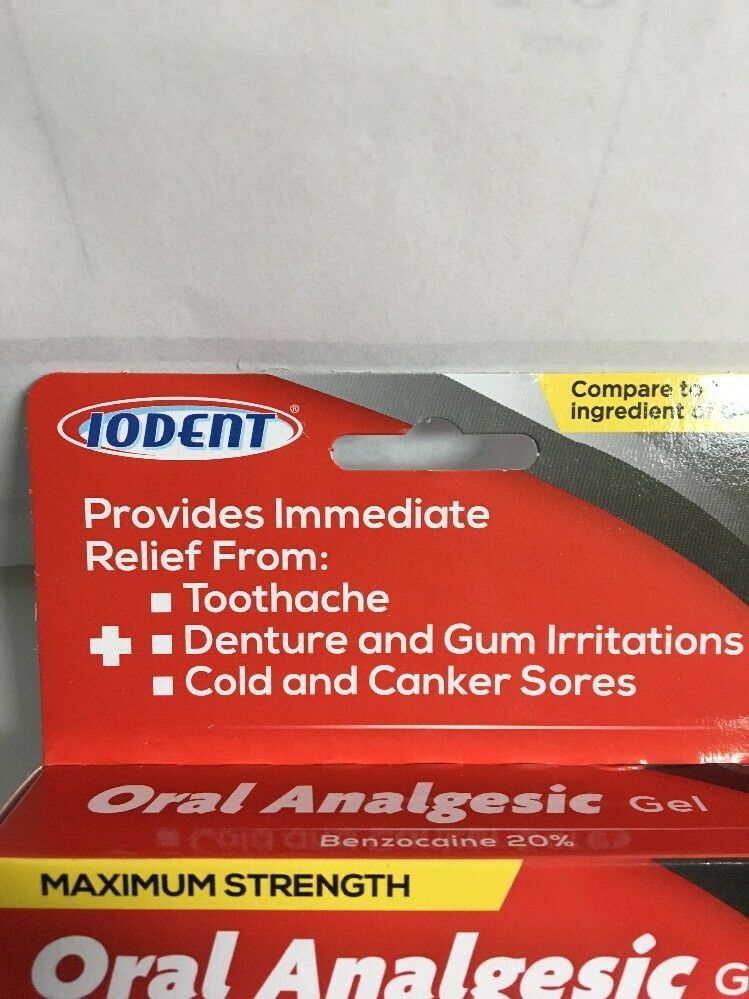 Compare to
ingredient of
IODENT®
Provides Immediate
Relief From:
■ Toothache
■ Denture and Gum Irritations
■ Cold and Canker Sores
Oral Analgesic Gel
Benzocaine 20%
MAXIMUM STRENGTH
Oral Analgesic G